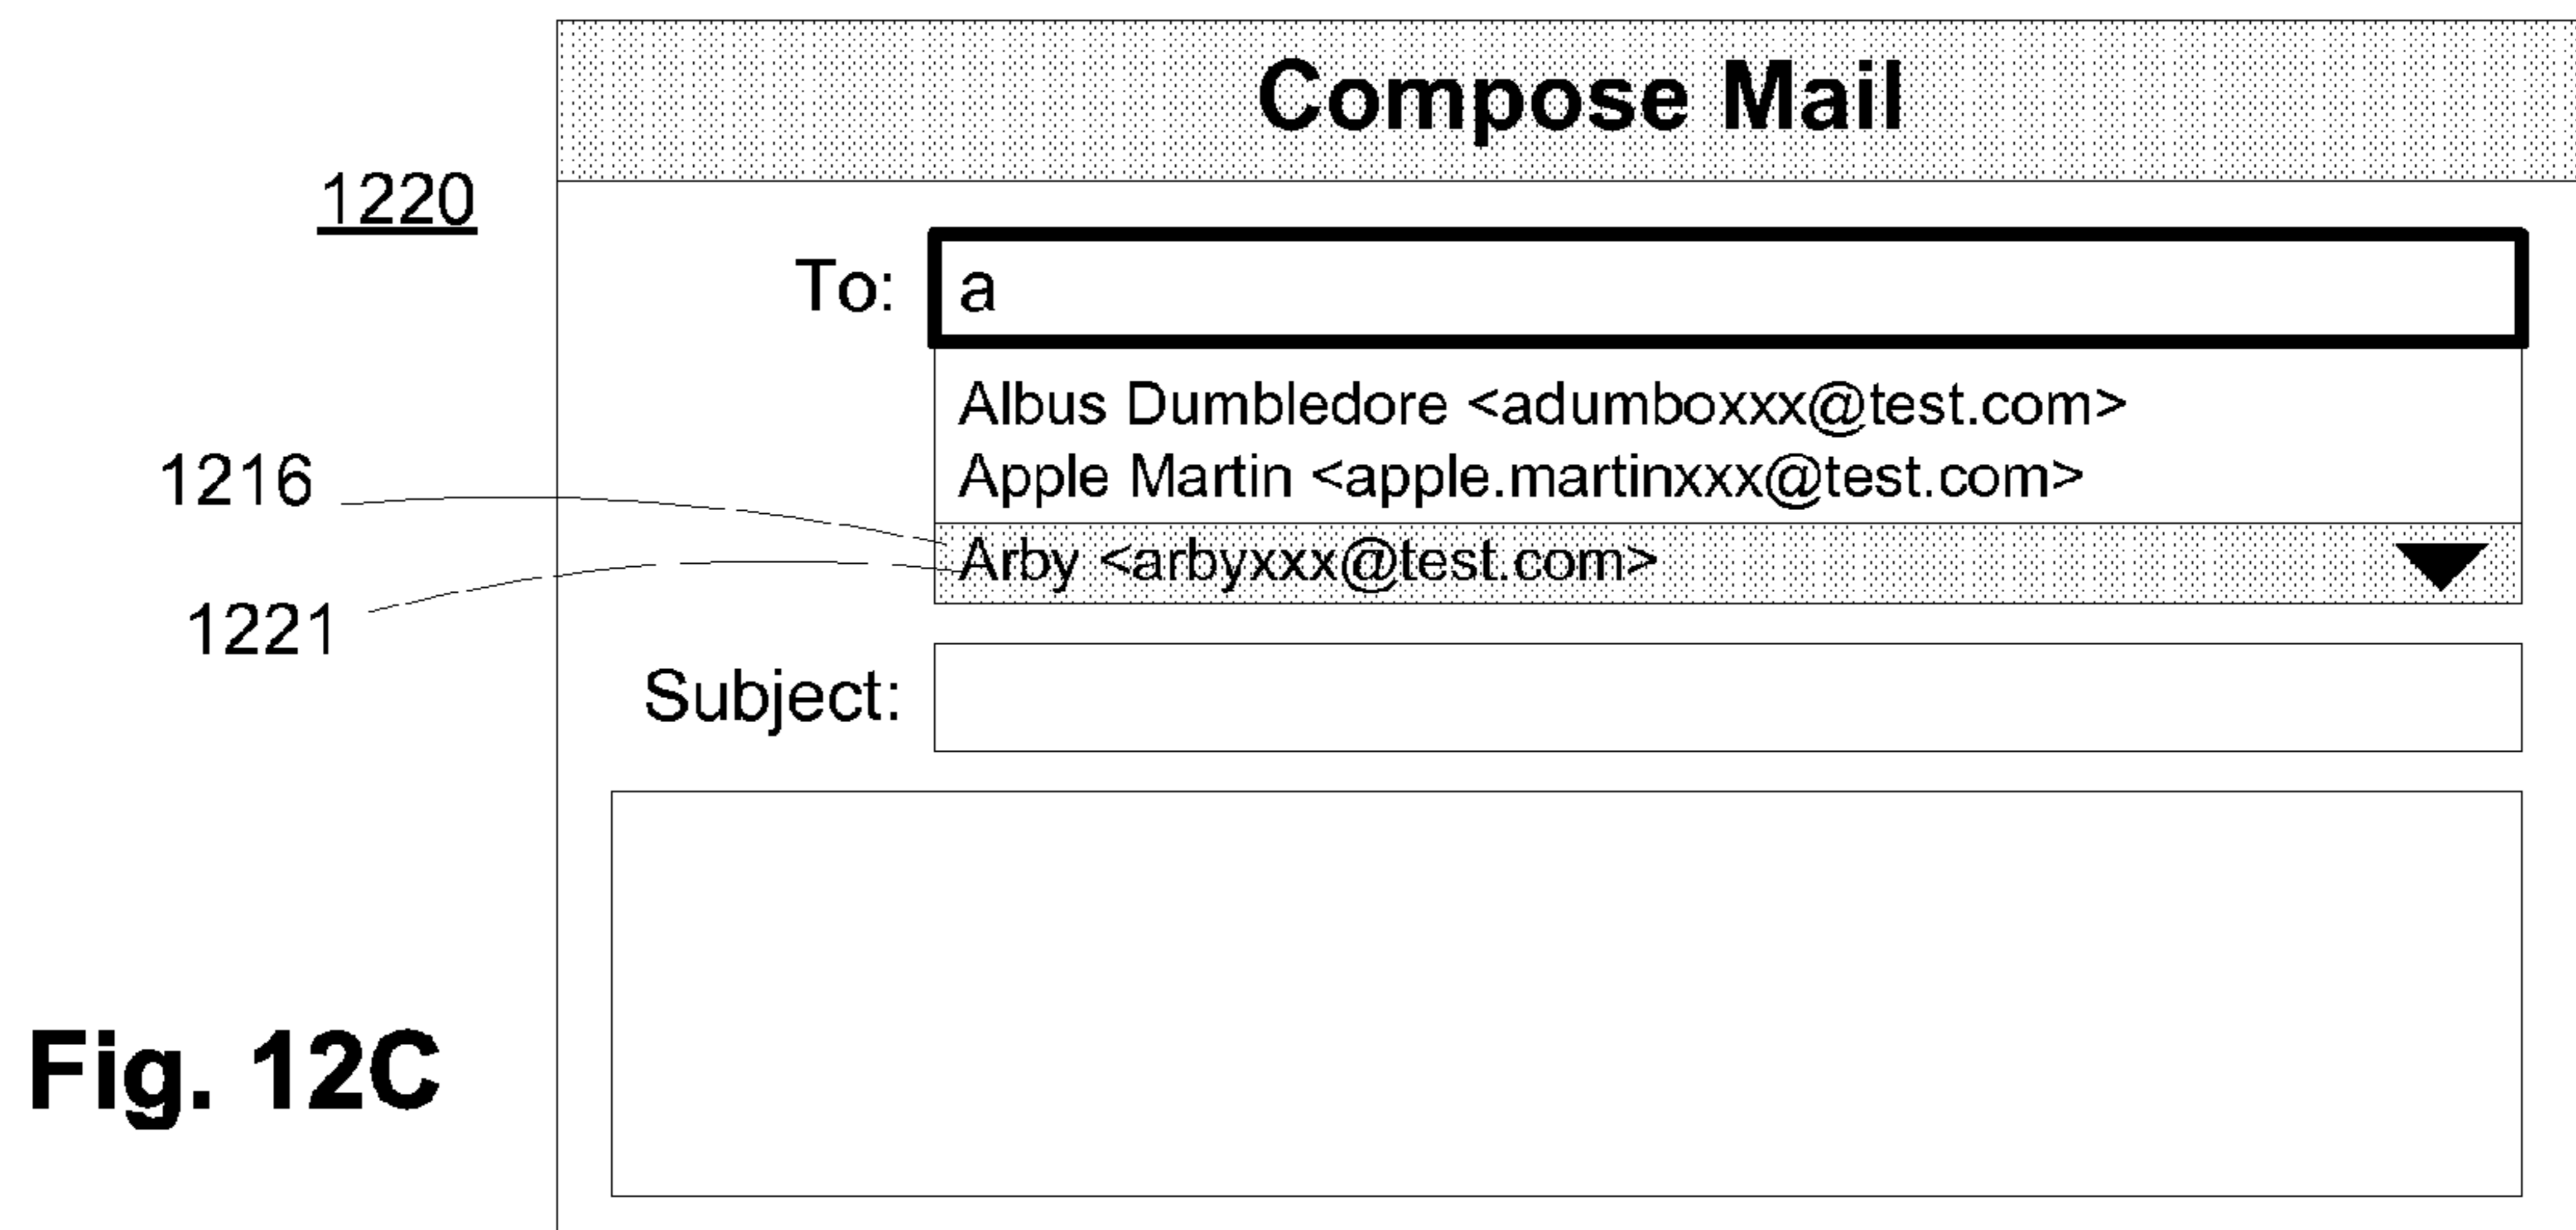 Compose Mail
1220
To: a
Albus Dumbledore <adumboxxx@test.com>
1216
Apple Martin <apple.martinxxx@test.com>
Arby <arbyxxx@test.com>
1221
Subject:
Fig. 12C